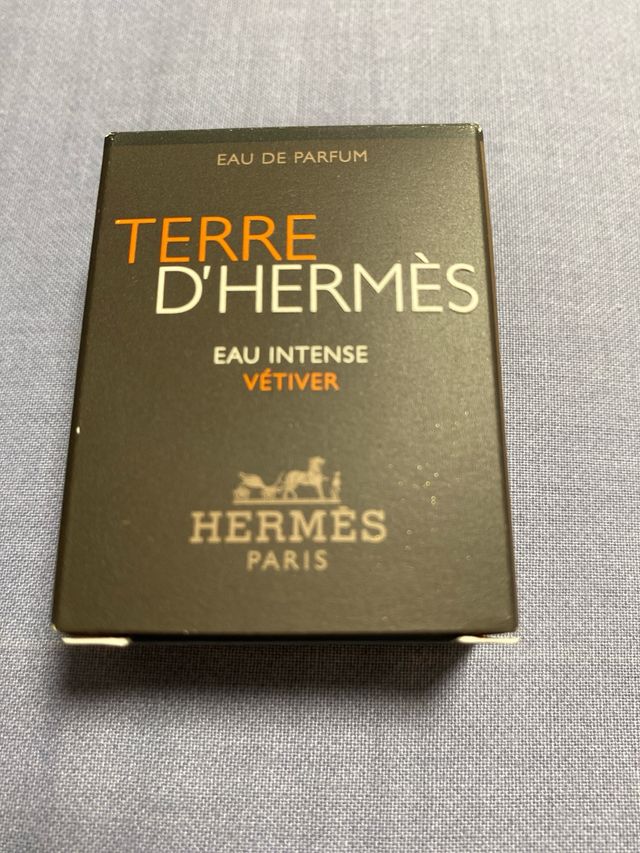 EAU DE PARFUM
TERRE
D'HERMÈS
EAU INTENSE
VÉTIVER
HERMÈS
PARIS